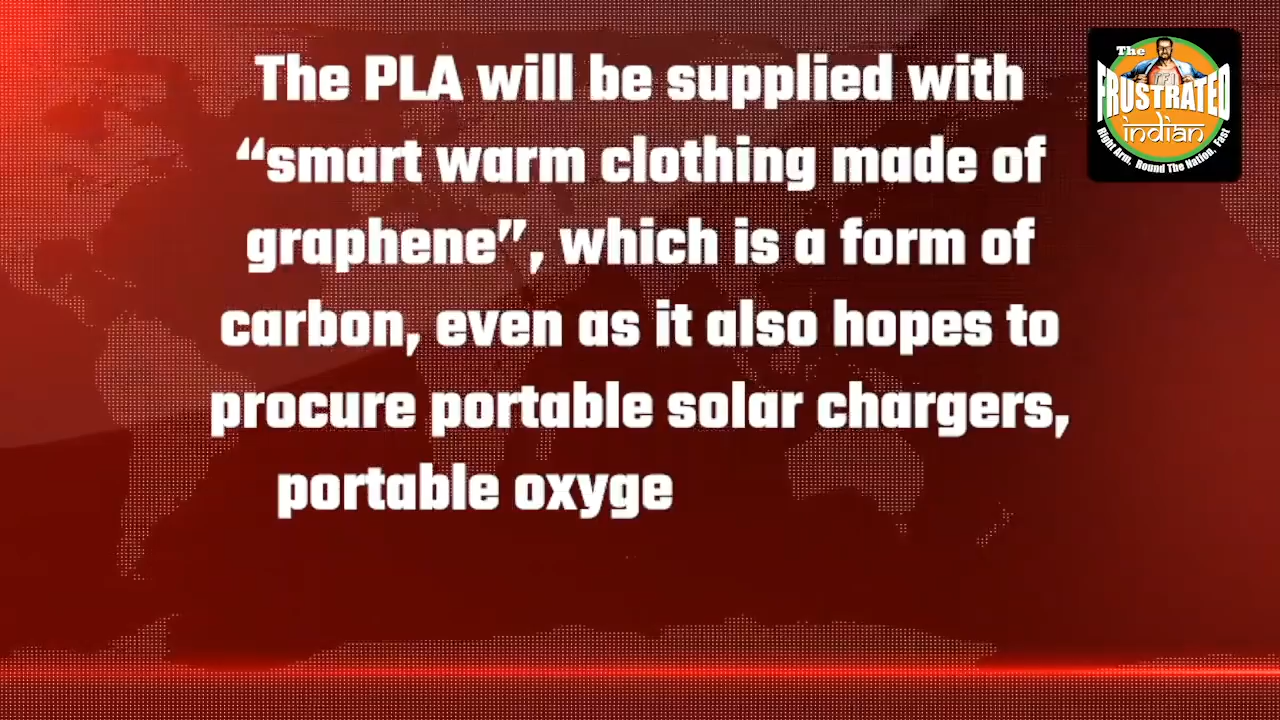 The PLA will be supplied with
“smart warm clothing made of
graphene”, which is a form of
carbon, even as it also hopes to
procure portable solar chargers,
portable oxyge
The
FRUSTRATED
indian
Right Arm, Round The Nation, Fast